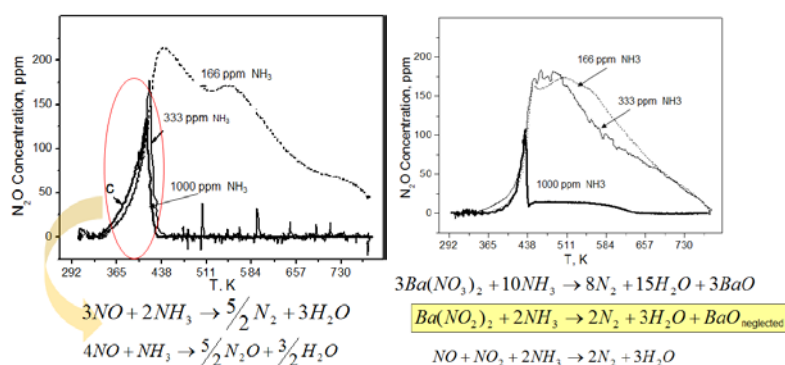 N₂O Concentration, ppm
200
150
100
50
0
166 ppm NH₃
333 ppm NH₃
C
1000 ppm NH₃
292 365 438 511 584 657 730
T, K
3NO + 2NH₃ → 5/2 N₂ + 3H₂O
4NO + NH₃ → 5/2 N₂O + 3/2 H₂O
N₂O Concentration, ppm
200
150
100
50
0
166 ppm NH3
333 ppm NH3
1000 ppm NH3
292 365 438 511 584 657 730
T, K
3Ba(NO₃)₂ + 10NH₃ → 8N₂ + 15H₂O + 3BaO
Ba(NO₂)₂ + 2NH₃ → 2N₂ + 3H₂O + BaO neglected
NO + NO₂ + 2NH₃ → 2N₂ + 3H₂O